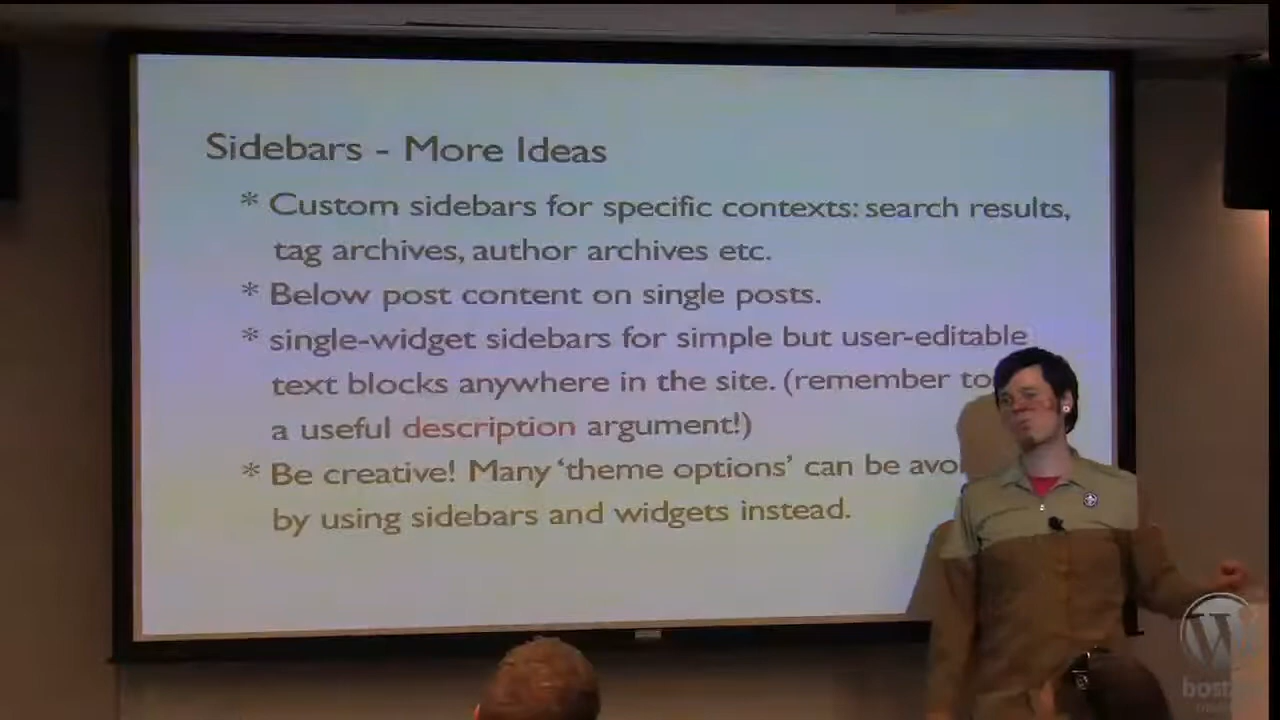 Sidebars - More Ideas
* Custom sidebars for specific contexts: search results,
tag archives, author archives etc.
* Below post content on single posts.
* single-widget sidebars for simple but user-editable
text blocks anywhere in the site. (remember to
a useful description argument!)
* Be creative! Many ‘theme options’ can be avo
by using sidebars and widgets instead.
W